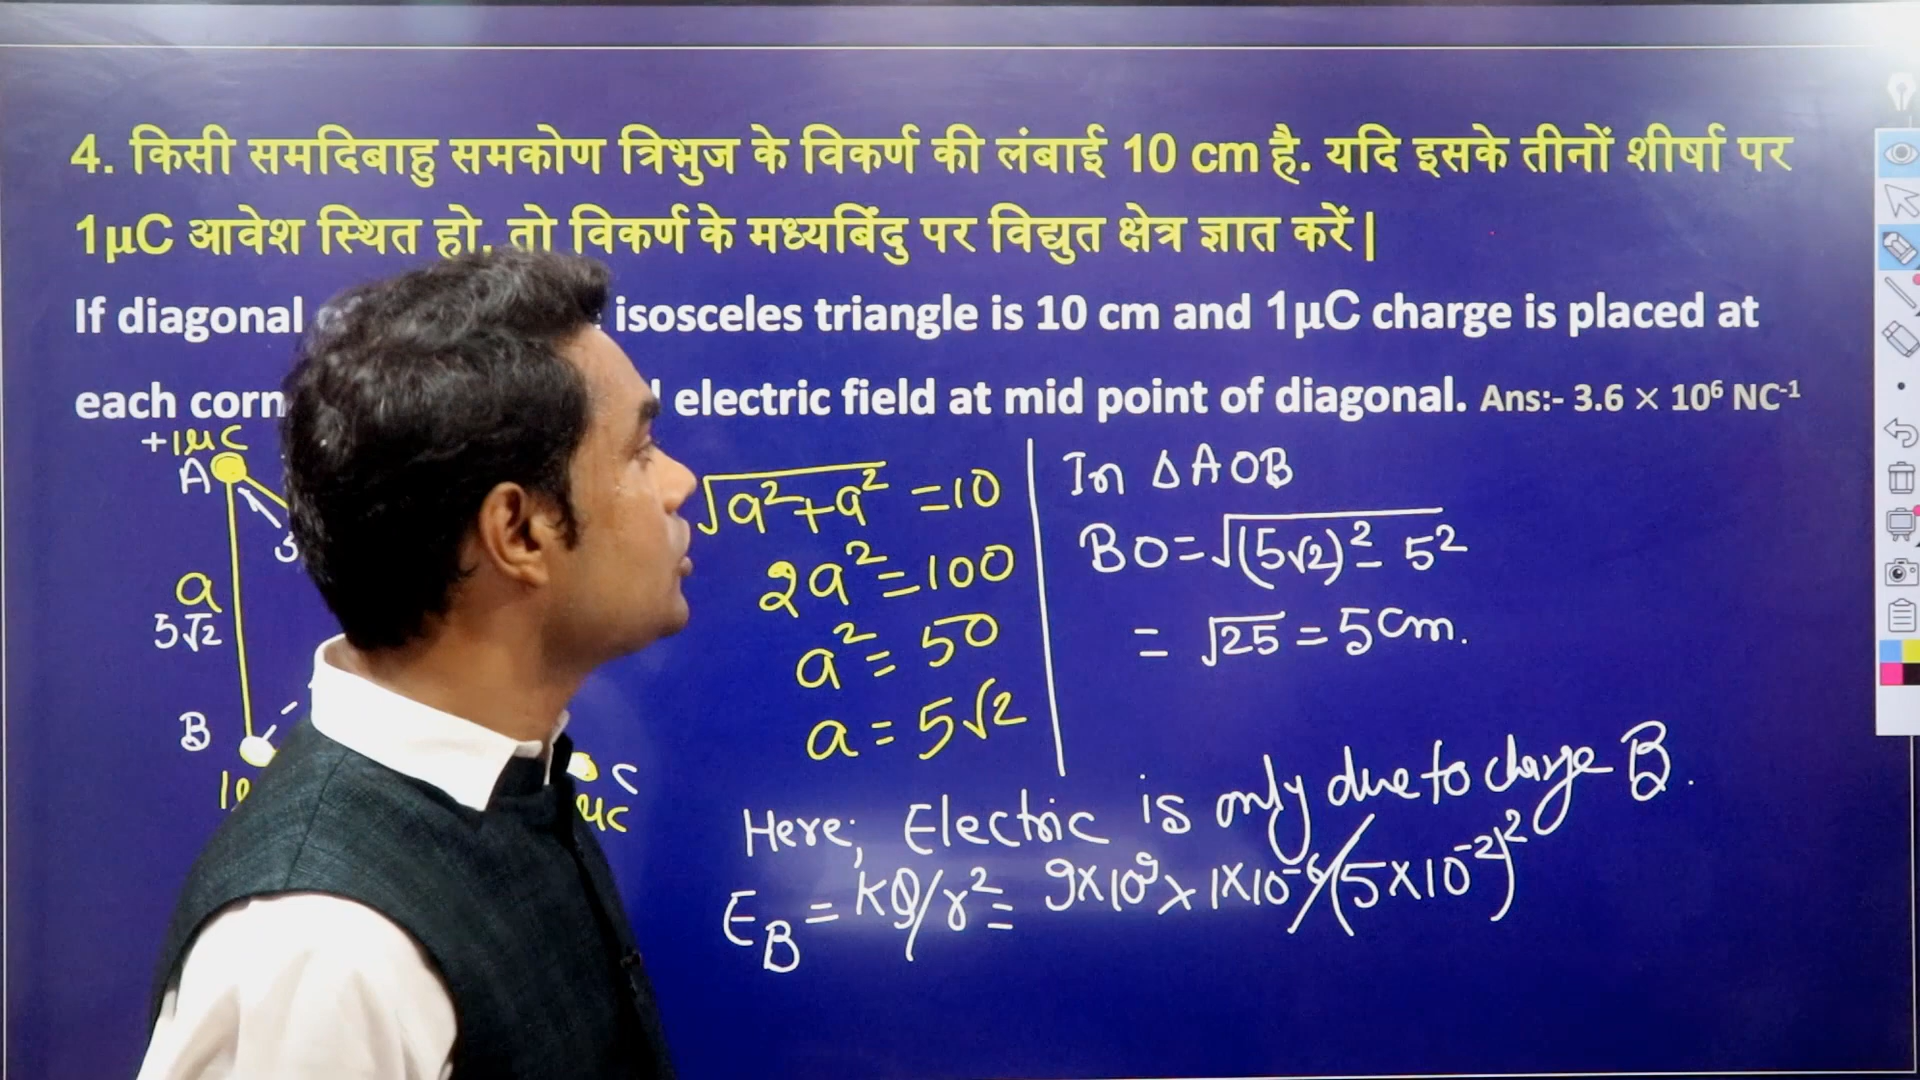 4. किसी समदिबाहु समकोण त्रिभुज के विकर्ण की लंबाई 10 cm है. यदि इसके तीनों शीर्षा पर
1μC आवेश स्थित हो, तो विकर्ण के मध्यबिंदु पर विद्युत क्षेत्र ज्ञात करें|
If diagonal isosceles triangle is 10 cm and 1μC charge is placed at
each corn electric field at mid point of diagonal. Ans:- 3.6 × 10⁶ NC⁻¹
+1μC
A
a
5√2
B
C
μC
√a²+a² = 10
2a² = 100
a² = 50
a = 5√2
In ΔAOB
BO = √(5√2)² - 5²
= √25 = 5cm.
Here; Electric is only due to charge B.
E_B = KQ/r² = 9×10⁹ × 1×10⁻⁶/(5×10⁻²)²